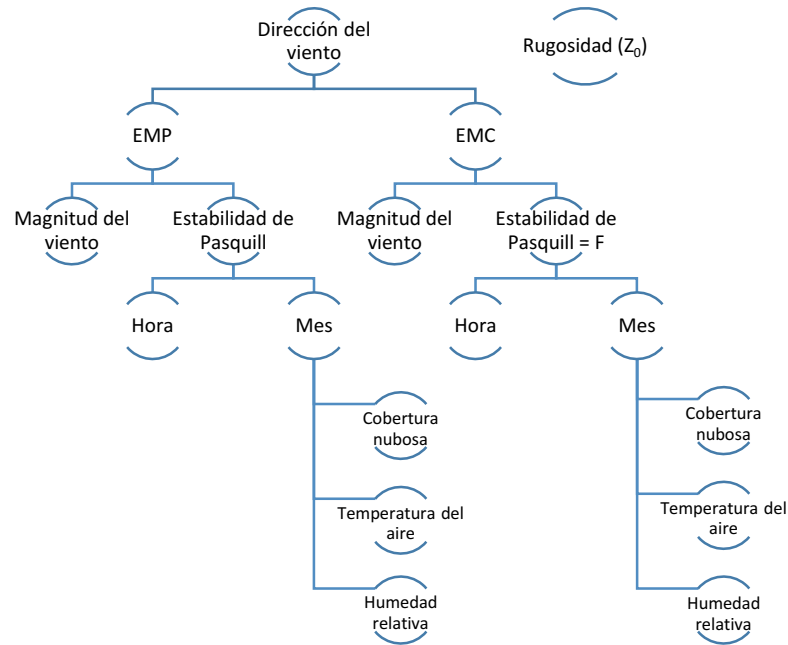 Dirección del
viento
Rugosidad (Z₀)
EMP
EMC
Magnitud del
viento
Estabilidad de
Pasquill
Magnitud del
viento
Estabilidad de
Pasquill = F
Hora
Mes
Hora
Mes
Cobertura
nubosa
Temperatura del
aire
Humedad
relativa
Cobertura
nubosa
Temperatura del
aire
Humedad
relativa